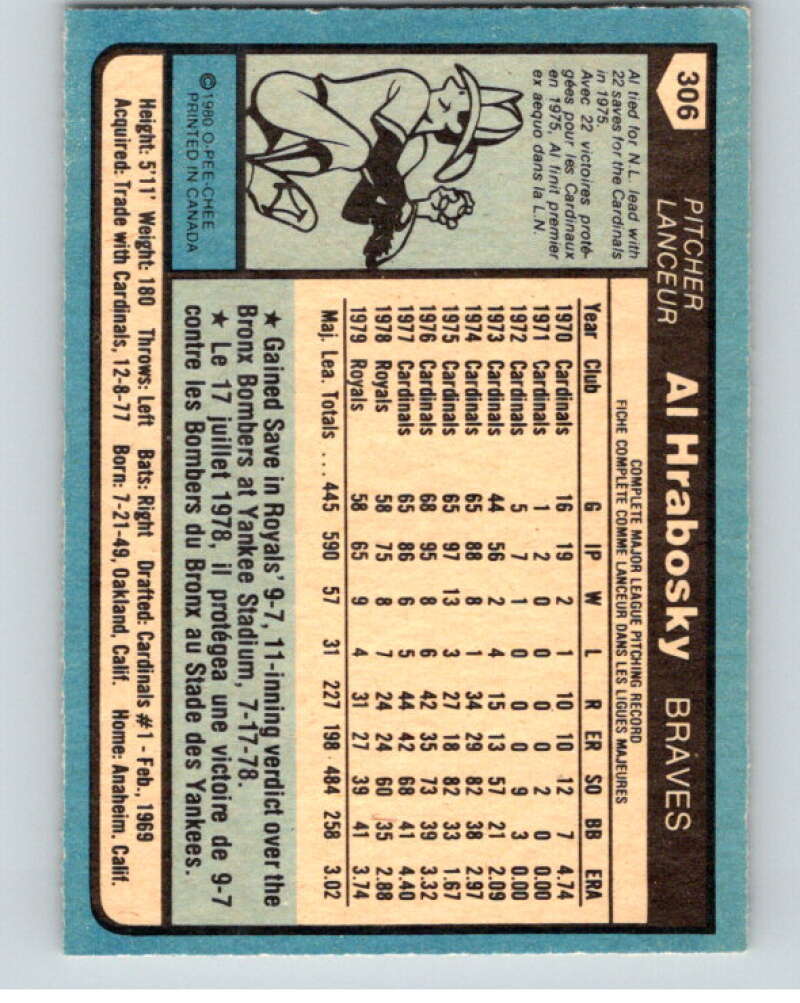 306
PITCHER
LANCEUR
Al Hrabosky BRAVES
Al tied for N.L. lead with
22 saves for the Cardinals
in 1975.
Avec 22 victoires proté-
gées pour les Cardinaux
en 1975, Al finit premier
ex aequo dans la L.N.
©1980 O-PEE-CHEE
PRINTED IN CANADA
COMPLETE MAJOR LEAGUE PITCHING RECORD
FICHE COMPLÈTE COMME LANCEUR DANS LES LIGUES MAJEURES
Year Club G IP W L R ER SO BB ERA
1970 Cardinals 16 19 2 1 10 10 12 7 4.74
1971 Cardinals 1 2 0 0 0 0 2 0 0.00
1972 Cardinals 5 7 1 0 0 0 9 3 0.00
1973 Cardinals 44 56 2 4 15 13 57 21 2.09
1974 Cardinals 65 88 8 1 34 29 82 38 2.97
1975 Cardinals 65 97 13 3 27 18 82 33 1.67
1976 Cardinals 68 95 8 6 42 35 73 39 3.32
1977 Cardinals 65 86 6 5 44 42 68 41 4.40
1978 Royals 58 75 8 7 24 24 60 35 2.88
1979 Royals 58 65 9 4 31 27 39 41 3.74
Maj. Lea. Totals ... 445 590 57 31 227 198 484 258 3.02
★ Gained Save in Royals' 9-7, 11-inning verdict over the
Bronx Bombers at Yankee Stadium, 7-17-78.
★ Le 17 juillet 1978, il protégea une victoire de 9-7
contre les Bombers du Bronx au Stade des Yankees.
Height: 5'11' Weight: 180 Throws: Left Bats: Right Drafted: Cardinals #1 - Feb., 1969
Acquired: Trade with Cardinals, 12-8-77 Born: 7-21-49, Oakland, Calif. Home: Anaheim. Calif.